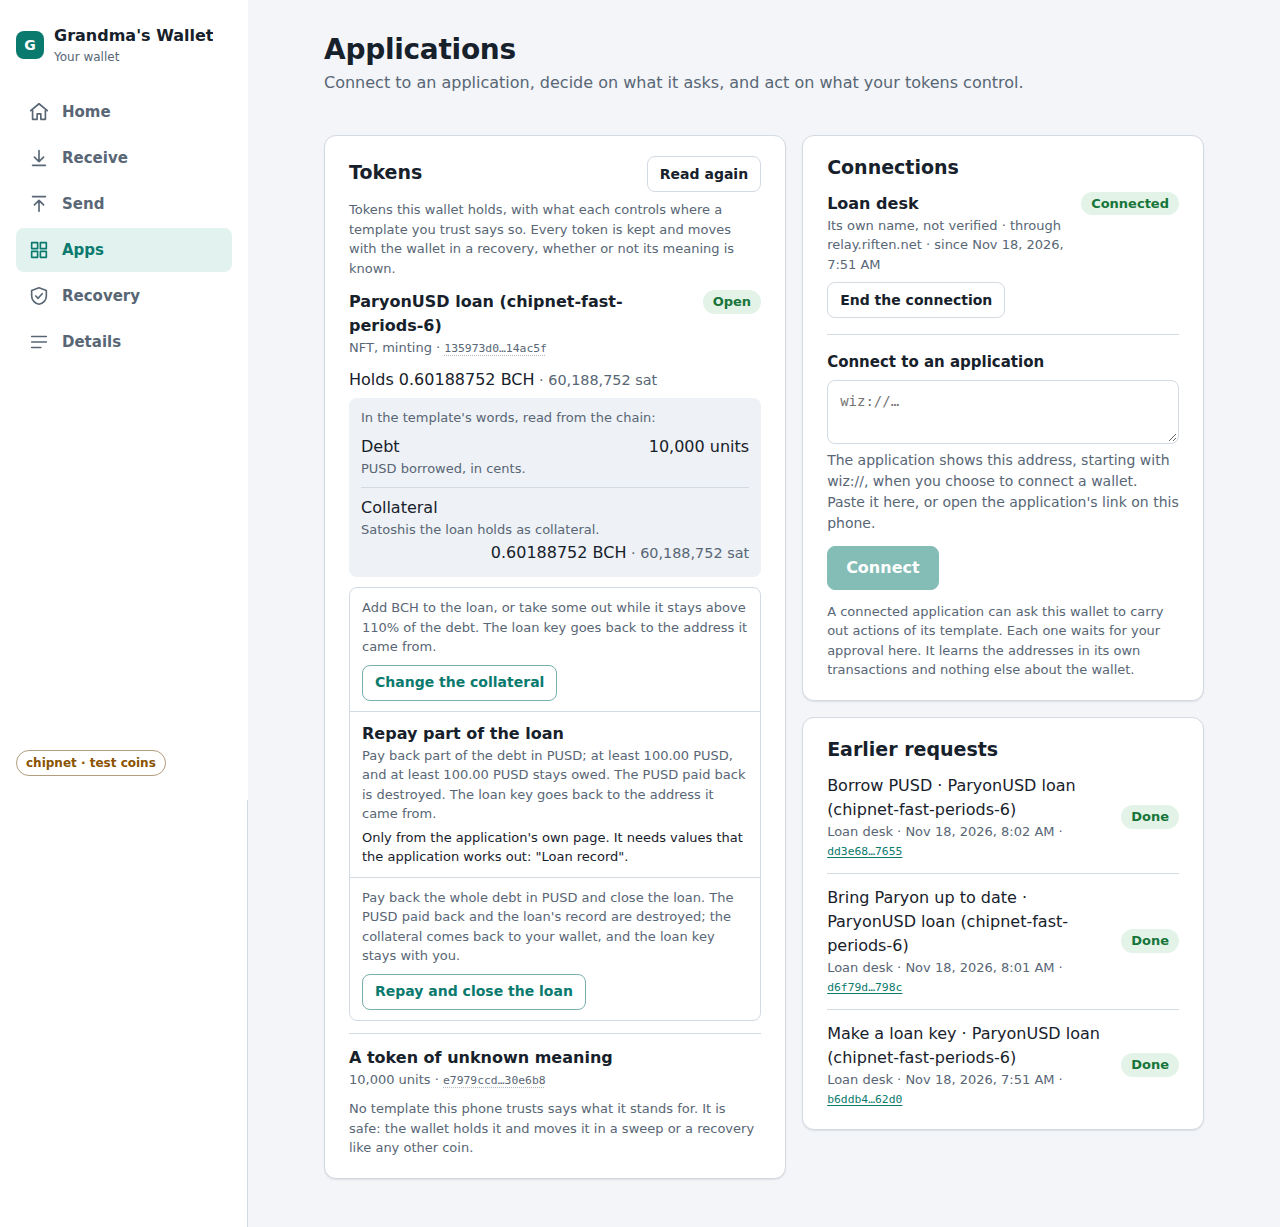 G
Grandma's Wallet
Your wallet
Home
Receive
Send
Apps
Recovery
Details
chipnet · test coins
Applications
Connect to an application, decide on what it asks, and act on what your tokens control.
Tokens
Read again
Tokens this wallet holds, with what each controls where a
template you trust says so. Every token is kept and moves
with the wallet in a recovery, whether or not its meaning is
known.
ParyonUSD loan (chipnet-fast-
periods-6)
Open
NFT, minting · 135973d0…14ac5f
Holds 0.60188752 BCH · 60,188,752 sat
In the template's words, read from the chain:
Debt
10,000 units
PUSD borrowed, in cents.
Collateral
Satoshis the loan holds as collateral.
0.60188752 BCH · 60,188,752 sat
Add BCH to the loan, or take some out while it stays above
110% of the debt. The loan key goes back to the address it
came from.
Change the collateral
Repay part of the loan
Pay back part of the debt in PUSD; at least 100.00 PUSD,
and at least 100.00 PUSD stays owed. The PUSD paid back
is destroyed. The loan key goes back to the address it
came from.
Only from the application's own page. It needs values that
the application works out: "Loan record".
Pay back the whole debt in PUSD and close the loan. The
PUSD paid back and the loan's record are destroyed; the
collateral comes back to your wallet, and the loan key
stays with you.
Repay and close the loan
A token of unknown meaning
10,000 units · e7979ccd…30e6b8
No template this phone trusts says what it stands for. It is
safe: the wallet holds it and moves it in a sweep or a recovery
like any other coin.
Connections
Loan desk
Connected
Its own name, not verified · through
relay.riften.net · since Nov 18, 2026,
7:51 AM
End the connection
Connect to an application
wiz://…
The application shows this address, starting with
wiz://, when you choose to connect a wallet.
Paste it here, or open the application's link on this
phone.
Connect
A connected application can ask this wallet to carry
out actions of its template. Each one waits for your
approval here. It learns the addresses in its own
transactions and nothing else about the wallet.
Earlier requests
Borrow PUSD · ParyonUSD loan
(chipnet-fast-periods-6)
Done
Loan desk · Nov 18, 2026, 8:02 AM ·
dd3e68…7655
Bring Paryon up to date ·
ParyonUSD loan (chipnet-fast-
periods-6)
Done
Loan desk · Nov 18, 2026, 8:01 AM ·
d6f79d…798c
Make a loan key · ParyonUSD loan
(chipnet-fast-periods-6)
Done
Loan desk · Nov 18, 2026, 7:51 AM ·
b6ddb4…62d0